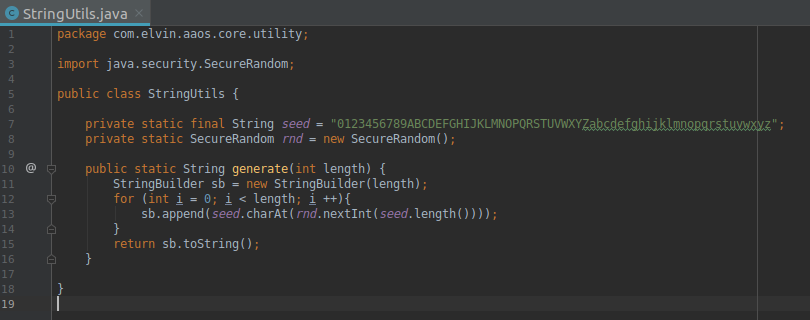 StringUtils.java
1 package com.elvin.aaos.core.utility;
2
3 import java.security.SecureRandom;
4
5 public class StringUtils {
6
7     private static final String seed = "0123456789ABCDEFGHIJKLMNOPQRSTUVWXYZabcdefghijklmnopqrstuvwxyz";
8     private static SecureRandom rnd = new SecureRandom();
9
10 @     public static String generate(int length) {
11         StringBuilder sb = new StringBuilder(length);
12         for (int i = 0; i < length; i ++){
13             sb.append(seed.charAt(rnd.nextInt(seed.length())));
14         }
15         return sb.toString();
16     }
17
18 }
19